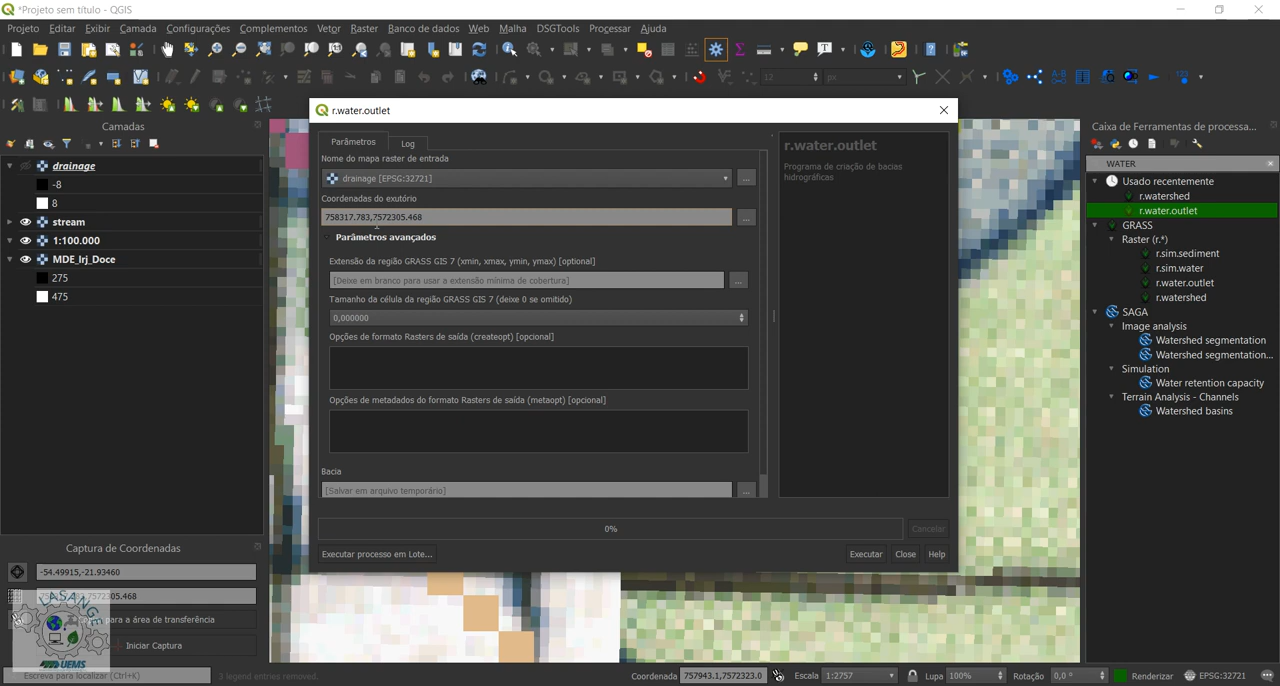 *Projeto sem título - QGIS
Projeto Editar Exibir Camada Configurações Complementos Vetor Raster Banco de dados Web Malha DSGTools Processar Ajuda
12 px
Camadas
drainage
-8
8
stream
1:100.000
MDE_Irj_Doce
275
475
r.water.outlet
Parâmetros Log
Nome do mapa raster de entrada
drainage [EPSG:32721]
...
Coordenadas do exutório
758317.783,7572305.468
...
Parâmetros avançados
Extensão da região GRASS GIS 7 (xmin, xmax, ymin, ymax) [optional]
[Deixe em branco para usar a extensão mínima de cobertura]
...
Tamanho da célula da região GRASS GIS 7 (deixe 0 se omitido)
0,000000
Opções de formato Rasters de saída (createopt) [opcional]
Opções de metadados do formato Rasters de saída (metaopt) [opcional]
Bacia
[Salvar em arquivo temporário]
...
r.water.outlet
Programa de criação de bacias
hidrográficas
0%
Cancelar
Executar processo em Lote...
Executar Close Help
Caixa de Ferramentas de processa...
WATER
Usado recentemente
r.watershed
r.water.outlet
GRASS
Raster (r.*)
r.sim.sediment
r.sim.water
r.water.outlet
r.watershed
SAGA
Image analysis
Watershed segmentation
Watershed segmentation...
Simulation
Water retention capacity
Terrain Analysis - Channels
Watershed basins
Captura de Coordenadas
-54.49915,-21.93460
305.468
para a área de transferência
Iniciar Captura
LASANG
UEMS
Escreva para localizar (Ctrl+K)
3 legend entries removed.
Coordenada 757943.1,7572323.0 Escala 1:2757 Lupa 100% Rotação 0,0 ° Renderizar EPSG:32721